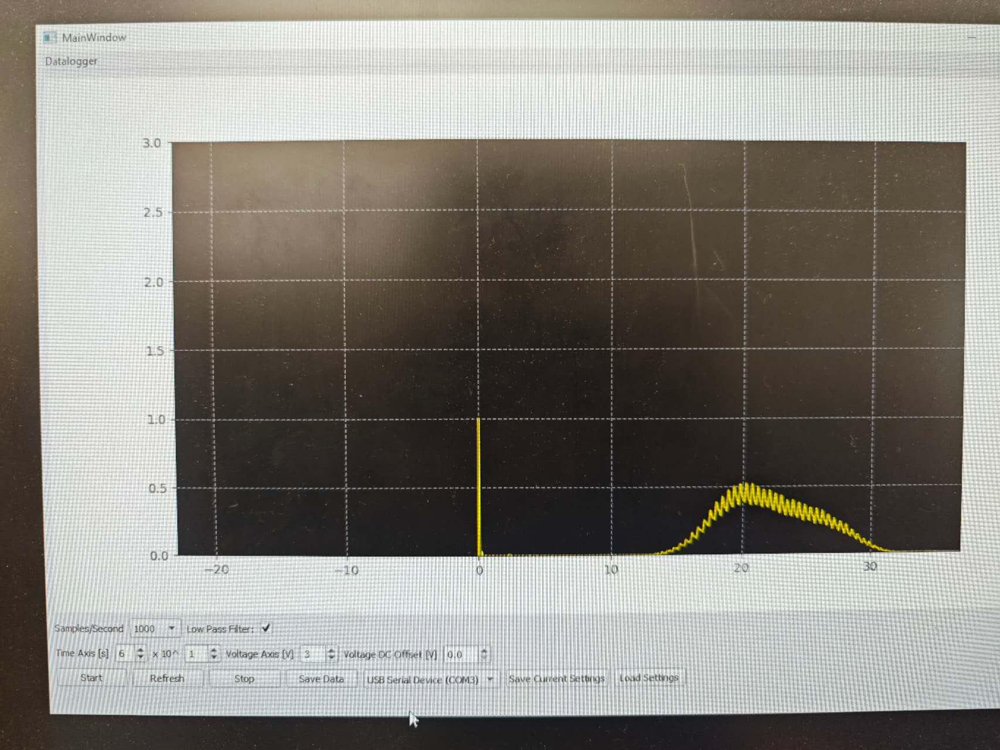 MainWindow
Datalogger
3.0
2.5
2.0
1.5
1.0
0.5
0.0
−20 −10 0 10 20 30
Samples/Second 1000 Low Pass Filter:
Time Axis [s] 6 x 10^ 1 Voltage Axis [V] 3 Voltage DC Offset [V] 0.0
Start Refresh Stop Save Data USB Serial Device (COM3) Save Current Settings Load Settings